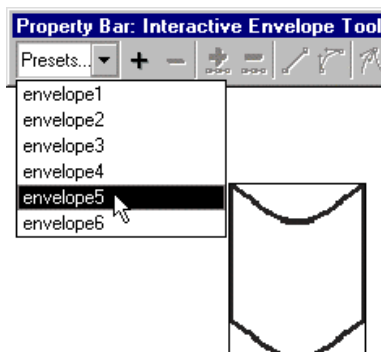 Property Bar: Interactive Envelope Tool
Presets...
envelope1
envelope2
envelope3
envelope4
envelope5
envelope6